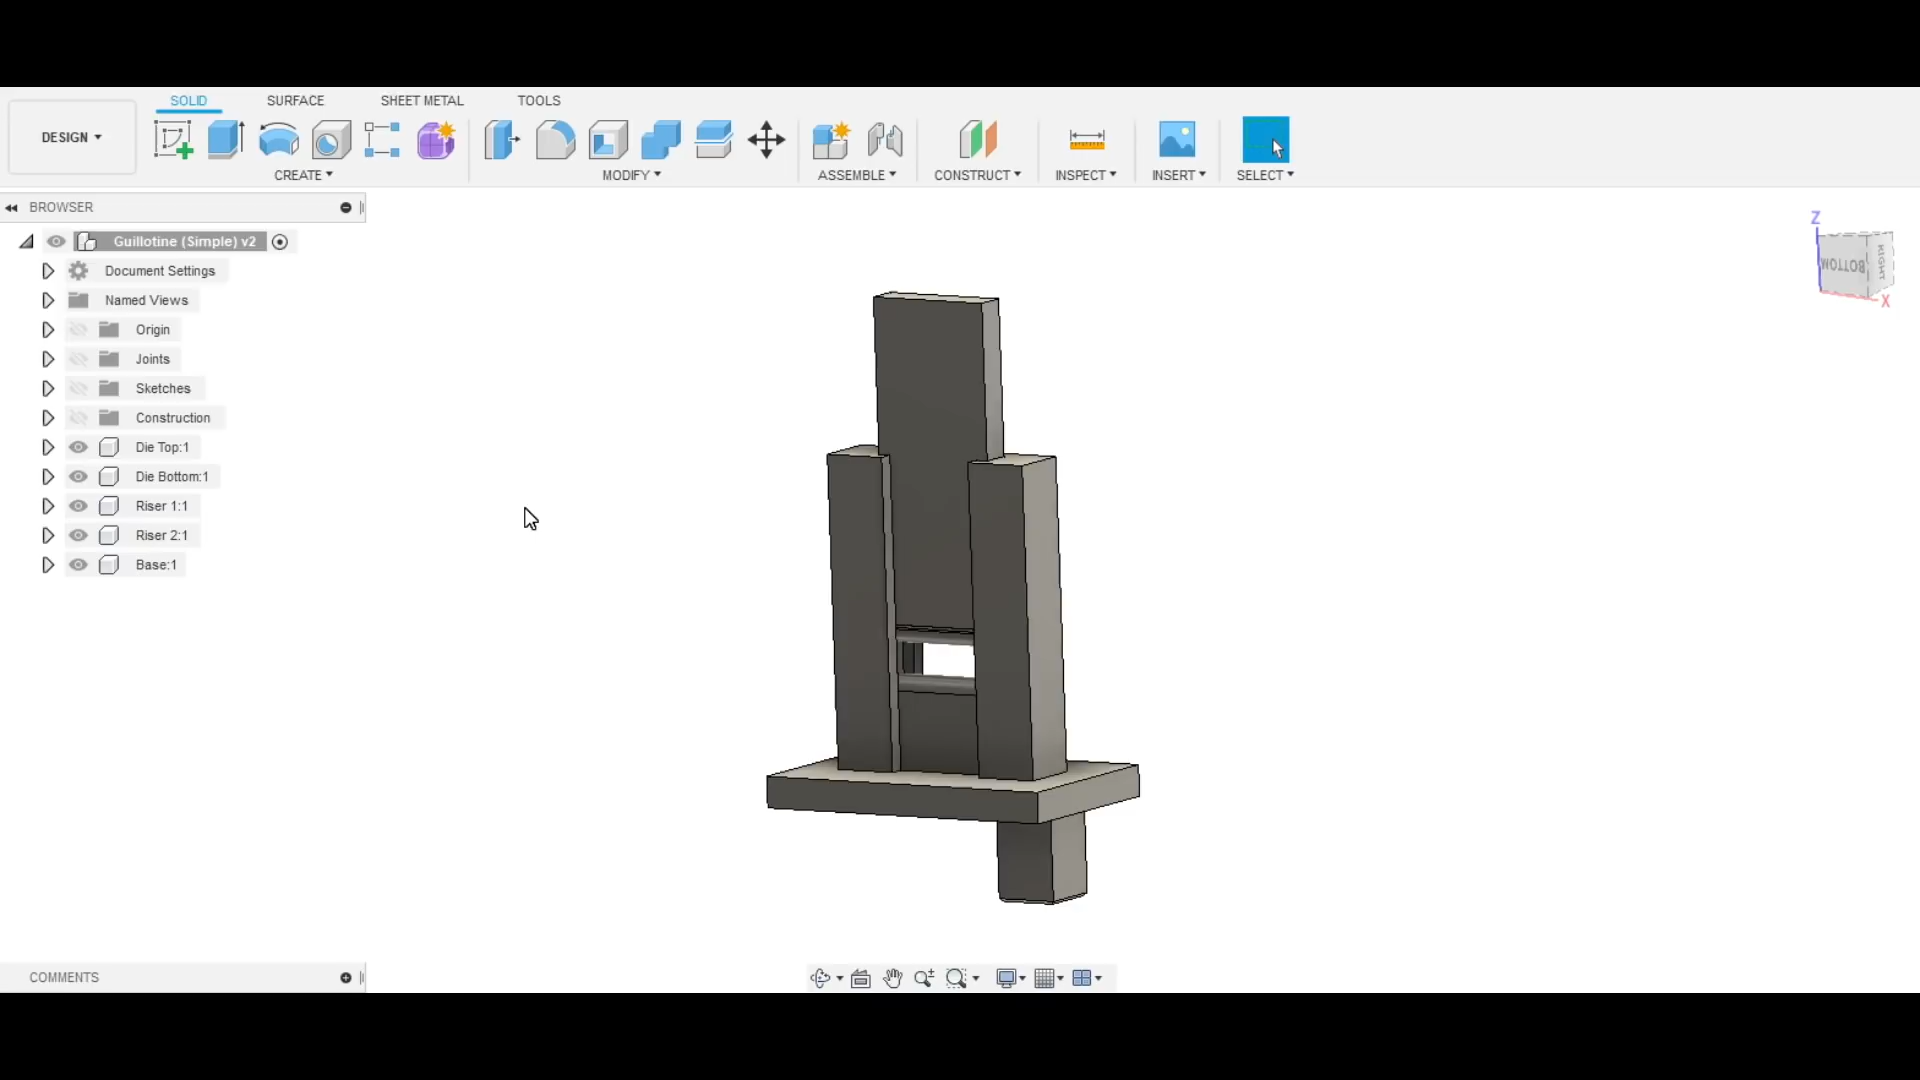 SOLID SURFACE SHEET METAL TOOLS
DESIGN
CREATE MODIFY ASSEMBLE CONSTRUCT INSPECT INSERT SELECT
BROWSER
Guillotine (Simple) v2
Document Settings
Named Views
Origin
Joints
Sketches
Construction
Die Top:1
Die Bottom:1
Riser 1:1
Riser 2:1
Base:1
Z
BOTTOM
RIGHT
X
COMMENTS